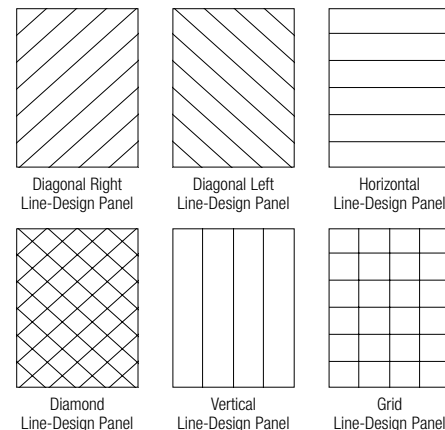 Diagonal Right
Line-Design Panel
Diagonal Left
Line-Design Panel
Horizontal
Line-Design Panel
Diamond
Line-Design Panel
Vertical
Line-Design Panel
Grid
Line-Design Panel